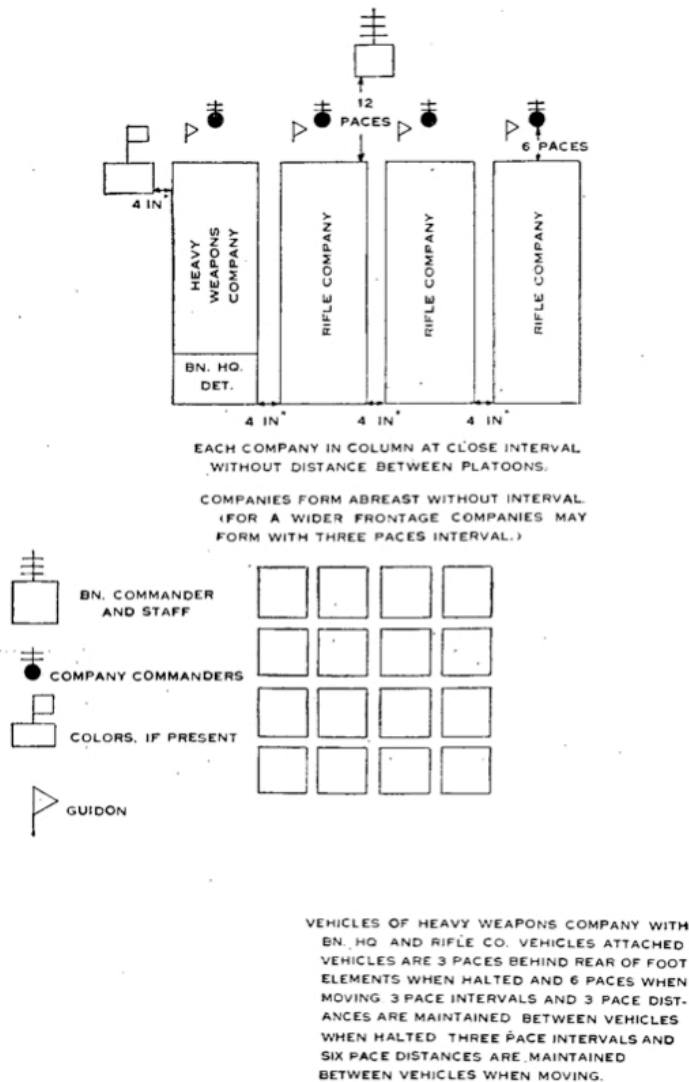 12
PACES
6 PACES
4 IN"
HEAVY
WEAPONS
COMPANY
RIFLE COMPANY
RIFLE COMPANY
RIFLE COMPANY
BN. HQ.
DET.
4 IN"
4 IN"
4 IN"
EACH COMPANY IN COLUMN AT CLOSE INTERVAL
WITHOUT DISTANCE BETWEEN PLATOONS.
COMPANIES FORM ABREAST WITHOUT INTERVAL.
(FOR A WIDER FRONTAGE COMPANIES MAY
FORM WITH THREE PACES INTERVAL.)
BN. COMMANDER
AND STAFF
COMPANY COMMANDERS
COLORS, IF PRESENT
GUIDON
VEHICLES OF HEAVY WEAPONS COMPANY WITH
BN. HQ AND RIFLE CO. VEHICLES ATTACHED
VEHICLES ARE 3 PACES BEHIND REAR OF FOOT
ELEMENTS WHEN HALTED AND 6 PACES WHEN
MOVING. 3 PACE INTERVALS AND 3 PACE DIST-
ANCES ARE MAINTAINED BETWEEN VEHICLES
WHEN HALTED THREE PACE INTERVALS AND
SIX PACE DISTANCES ARE MAINTAINED
BETWEEN VEHICLES WHEN MOVING.